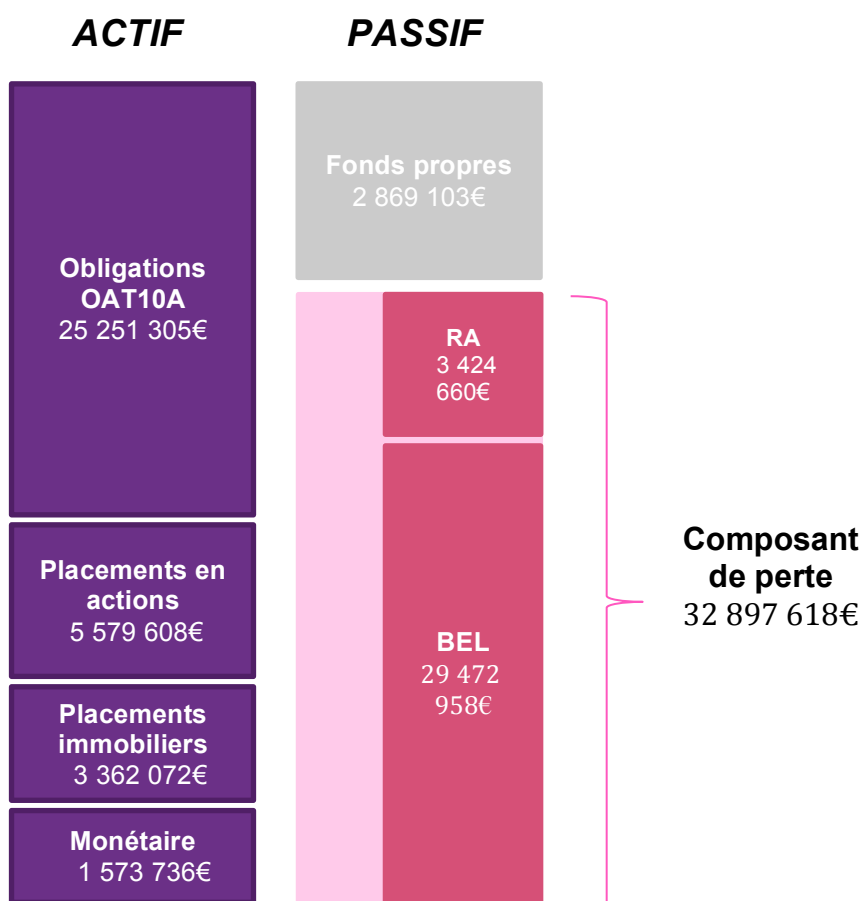 ACTIF
PASSIF
Obligations
OAT10A
25 251 305€
Placements en
actions
5 579 608€
Placements
immobiliers
3 362 072€
Monétaire
1 573 736€
Fonds propres
2 869 103€
RA
3 424
660€
BEL
29 472
958€
Composant
de perte
32 897 618€